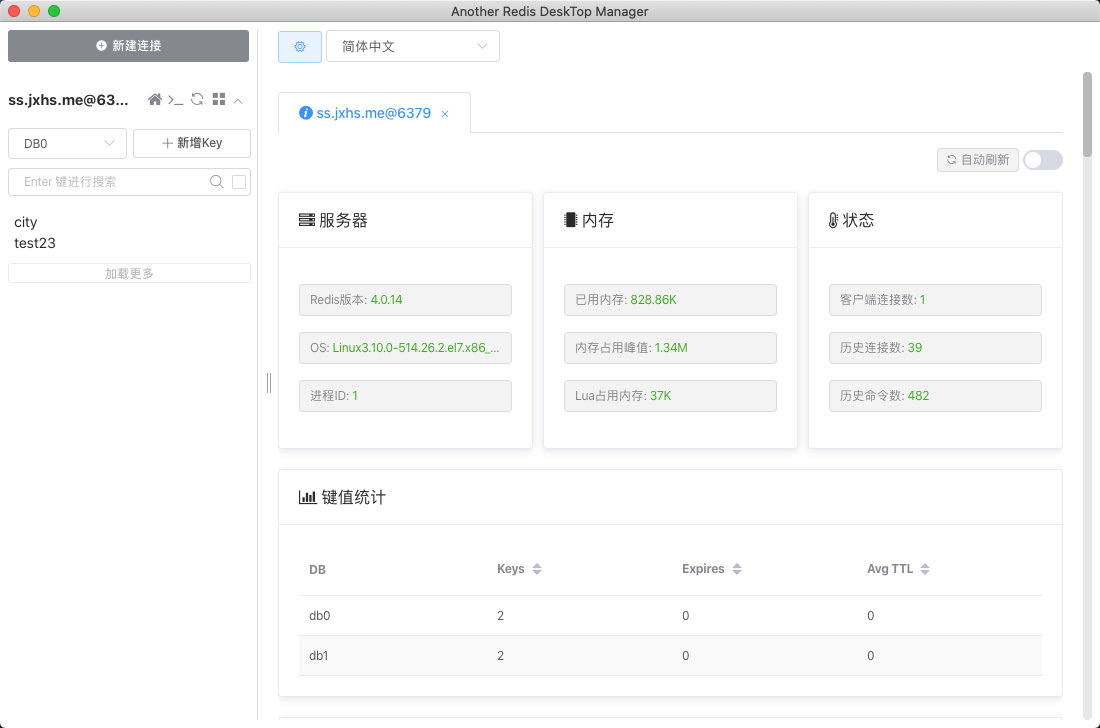 Another Redis DeskTop Manager
新建连接
简体中文
ss.jxhs.me@63...
DB0
新增Key
Enter 键进行搜索
city
test23
加载更多
ss.jxhs.me@6379
自动刷新
服务器
Redis版本: 4.0.14
OS: Linux3.10.0-514.26.2.el7.x86_...
进程ID: 1
内存
已用内存: 828.86K
内存占用峰值: 1.34M
Lua占用内存: 37K
状态
客户端连接数: 1
历史连接数: 39
历史命令数: 482
键值统计
DB Keys Expires Avg TTL
db0 2 0 0
db1 2 0 0